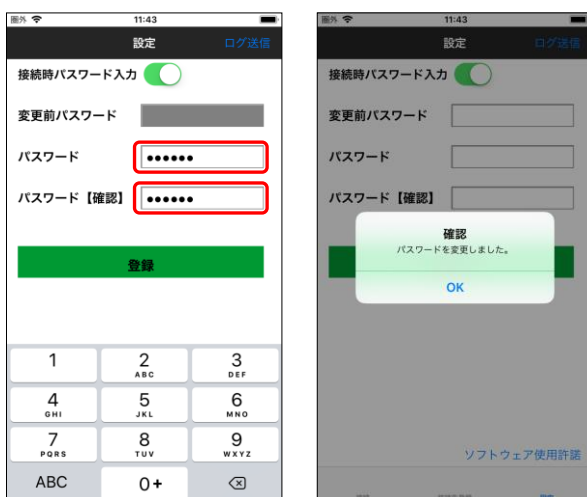 圏外 11:43
設定 ログ送信
接続時パスワード入力
変更前パスワード
パスワード ●●●●●●
パスワード【確認】 ●●●●●●
登録
1 2 3
ABC DEF
4 5 6
GHI JKL MNO
7 8 9
PQRS TUV WXYZ
ABC 0+
圏外 11:43
設定 ログ送信
接続時パスワード入力
変更前パスワード
パスワード
パスワード【確認】
確認
パスワードを変更しました。
OK
ソフトウェア使用許諾